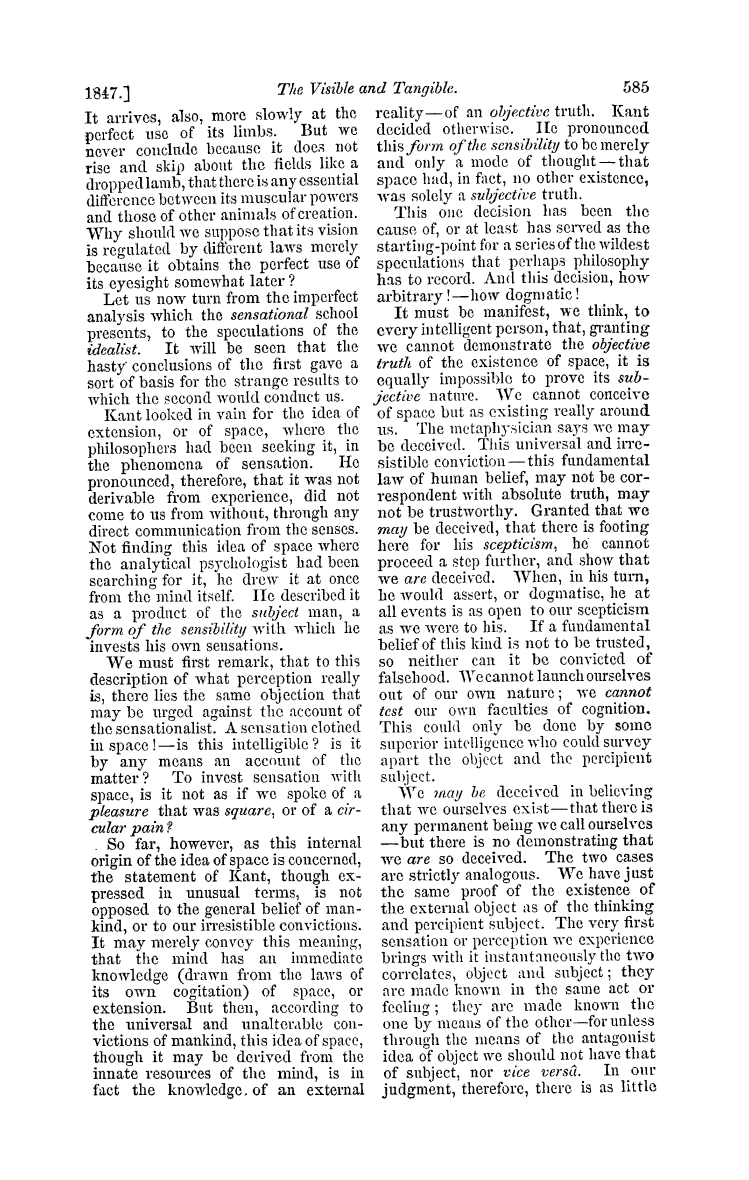 1847.] The Visible and Tangible. 585
It arrives, also, more slowly at the
perfect use of its limbs. But we
never conclude because it does not
rise and skip about the fields like a
dropped lamb, that there is any essential
difference between its muscular powers
and those of other animals of creation.
Why should we suppose that its vision
is regulated by different laws merely
because it obtains the perfect use of
its eyesight somewhat later?
Let us now turn from the imperfect
analysis which the sensational school
presents, to the speculations of the
idealist. It will be seen that the
hasty conclusions of the first gave a
sort of basis for the strange results to
which the second would conduct us.
Kant looked in vain for the idea of
extension, or of space, where the
philosophers had been seeking it, in
the phenomena of sensation. He
pronounced, therefore, that it was not
derivable from experience, did not
come to us from without, through any
direct communication from the senses.
Not finding this idea of space where
the analytical psychologist had been
searching for it, he drew it at once
from the mind itself. He described it
as a product of the subject man, a
form of the sensibility with which he
invests his own sensations.
We must first remark, that to this
description of what perception really
is, there lies the same objection that
may be urged against the account of
the sensationalist. A sensation clothed
in space!—is this intelligible? is it
by any means an account of the
matter? To invest sensation with
space, is it not as if we spoke of a
pleasure that was square, or of a cir-
cular pain?
So far, however, as this internal
origin of the idea of space is concerned,
the statement of Kant, though ex-
pressed in unusual terms, is not
opposed to the general belief of man-
kind, or to our irresistible convictions.
It may merely convey this meaning,
that the mind has an immediate
knowledge (drawn from the laws of
its own cogitation) of space, or
extension. But then, according to
the universal and unalterable con-
victions of mankind, this idea of space,
though it may be derived from the
innate resources of the mind, is in
fact the knowledge of an external
reality—of an objective truth. Kant
decided otherwise. He pronounced
this form of the sensibility to be merely
and only a mode of thought—that
space had, in fact, no other existence,
was solely a subjective truth.
This one decision has been the
cause of, or at least has served as the
starting-point for a series of the wildest
speculations that perhaps philosophy
has to record. And this decision, how
arbitrary!—how dogmatic!
It must be manifest, we think, to
every intelligent person, that, granting
we cannot demonstrate the objective
truth of the existence of space, it is
equally impossible to prove its sub-
jective nature. We cannot conceive
of space but as existing really around
us. The metaphysician says we may
be deceived. This universal and irre-
sistible conviction—this fundamental
law of human belief, may not be cor-
respondent with absolute truth, may
not be trustworthy. Granted that we
may be deceived, that there is footing
here for his scepticism, he cannot
proceed a step further, and show that
we are deceived. When, in his turn,
he would assert, or dogmatise, he at
all events is as open to our scepticism
as we were to his. If a fundamental
belief of this kind is not to be trusted,
so neither can it be convicted of
falsehood. We cannot launch ourselves
out of our own nature; we cannot
test our own faculties of cognition.
This could only be done by some
superior intelligence who could survey
apart the object and the percipient
subject.
We may be deceived in believing
that we ourselves exist—that there is
any permanent being we call ourselves
—but there is no demonstrating that
we are so deceived. The two cases
are strictly analogous. We have just
the same proof of the existence of
the external object as of the thinking
and percipient subject. The very first
sensation or perception we experience
brings with it instantaneously the two
correlates, object and subject; they
are made known in the same act or
feeling; they are made known the
one by means of the other—for unless
through the means of the antagonist
idea of object we should not have that
of subject, nor vice versâ. In our
judgment, therefore, there is as little